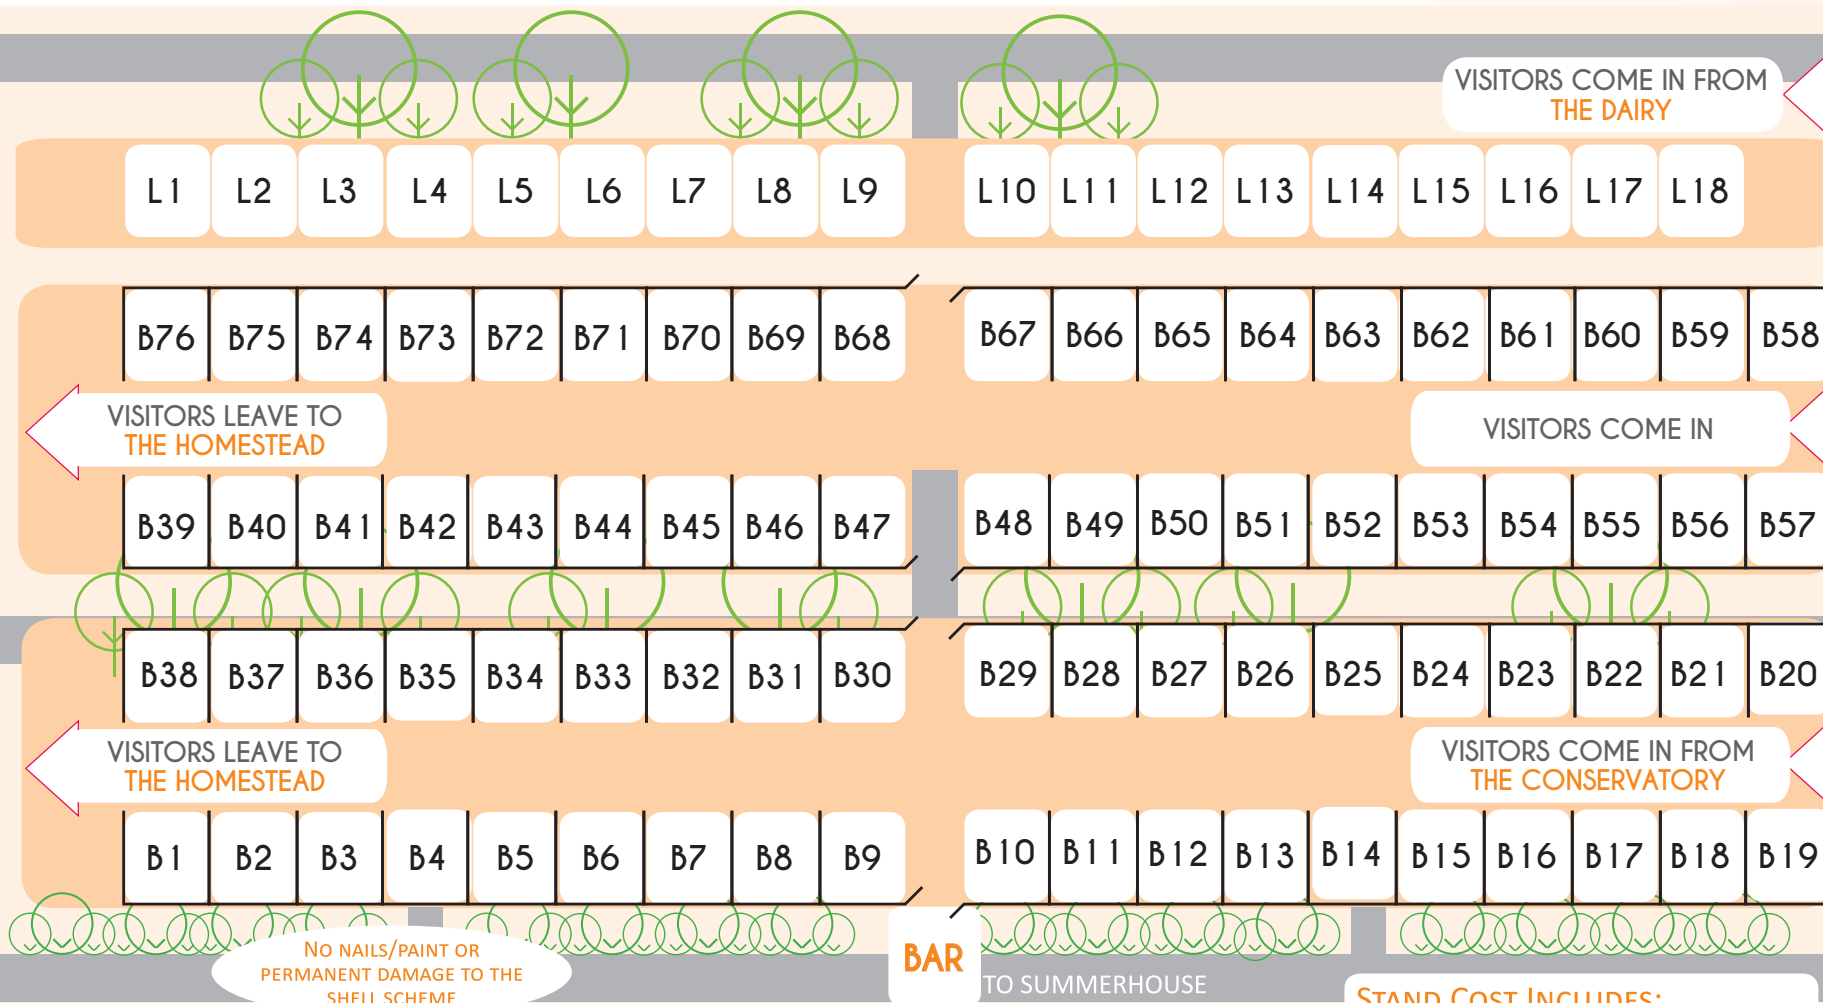 VISITORS COME IN FROM
THE DAIRY
L1 L2 L3 L4 L5 L6 L7 L8 L9 L10 L11 L12 L13 L14 L15 L16 L17 L18
B76 B75 B74 B73 B72 B71 B70 B69 B68 B67 B66 B65 B64 B63 B62 B61 B60 B59 B58
VISITORS LEAVE TO
THE HOMESTEAD
VISITORS COME IN
B39 B40 B41 B42 B43 B44 B45 B46 B47 B48 B49 B50 B51 B52 B53 B54 B55 B56 B57
B38 B37 B36 B35 B34 B33 B32 B31 B30 B29 B28 B27 B26 B25 B24 B23 B22 B21 B20
VISITORS LEAVE TO
THE HOMESTEAD
VISITORS COME IN FROM
THE CONSERVATORY
B1 B2 B3 B4 B5 B6 B7 B8 B9 B10 B11 B12 B13 B14 B15 B16 B17 B18 B19
NO NAILS/PAINT OR
PERMANENT DAMAGE TO THE
SHELL SCHEME
BAR
TO SUMMERHOUSE
STAND COST INCLUDES: